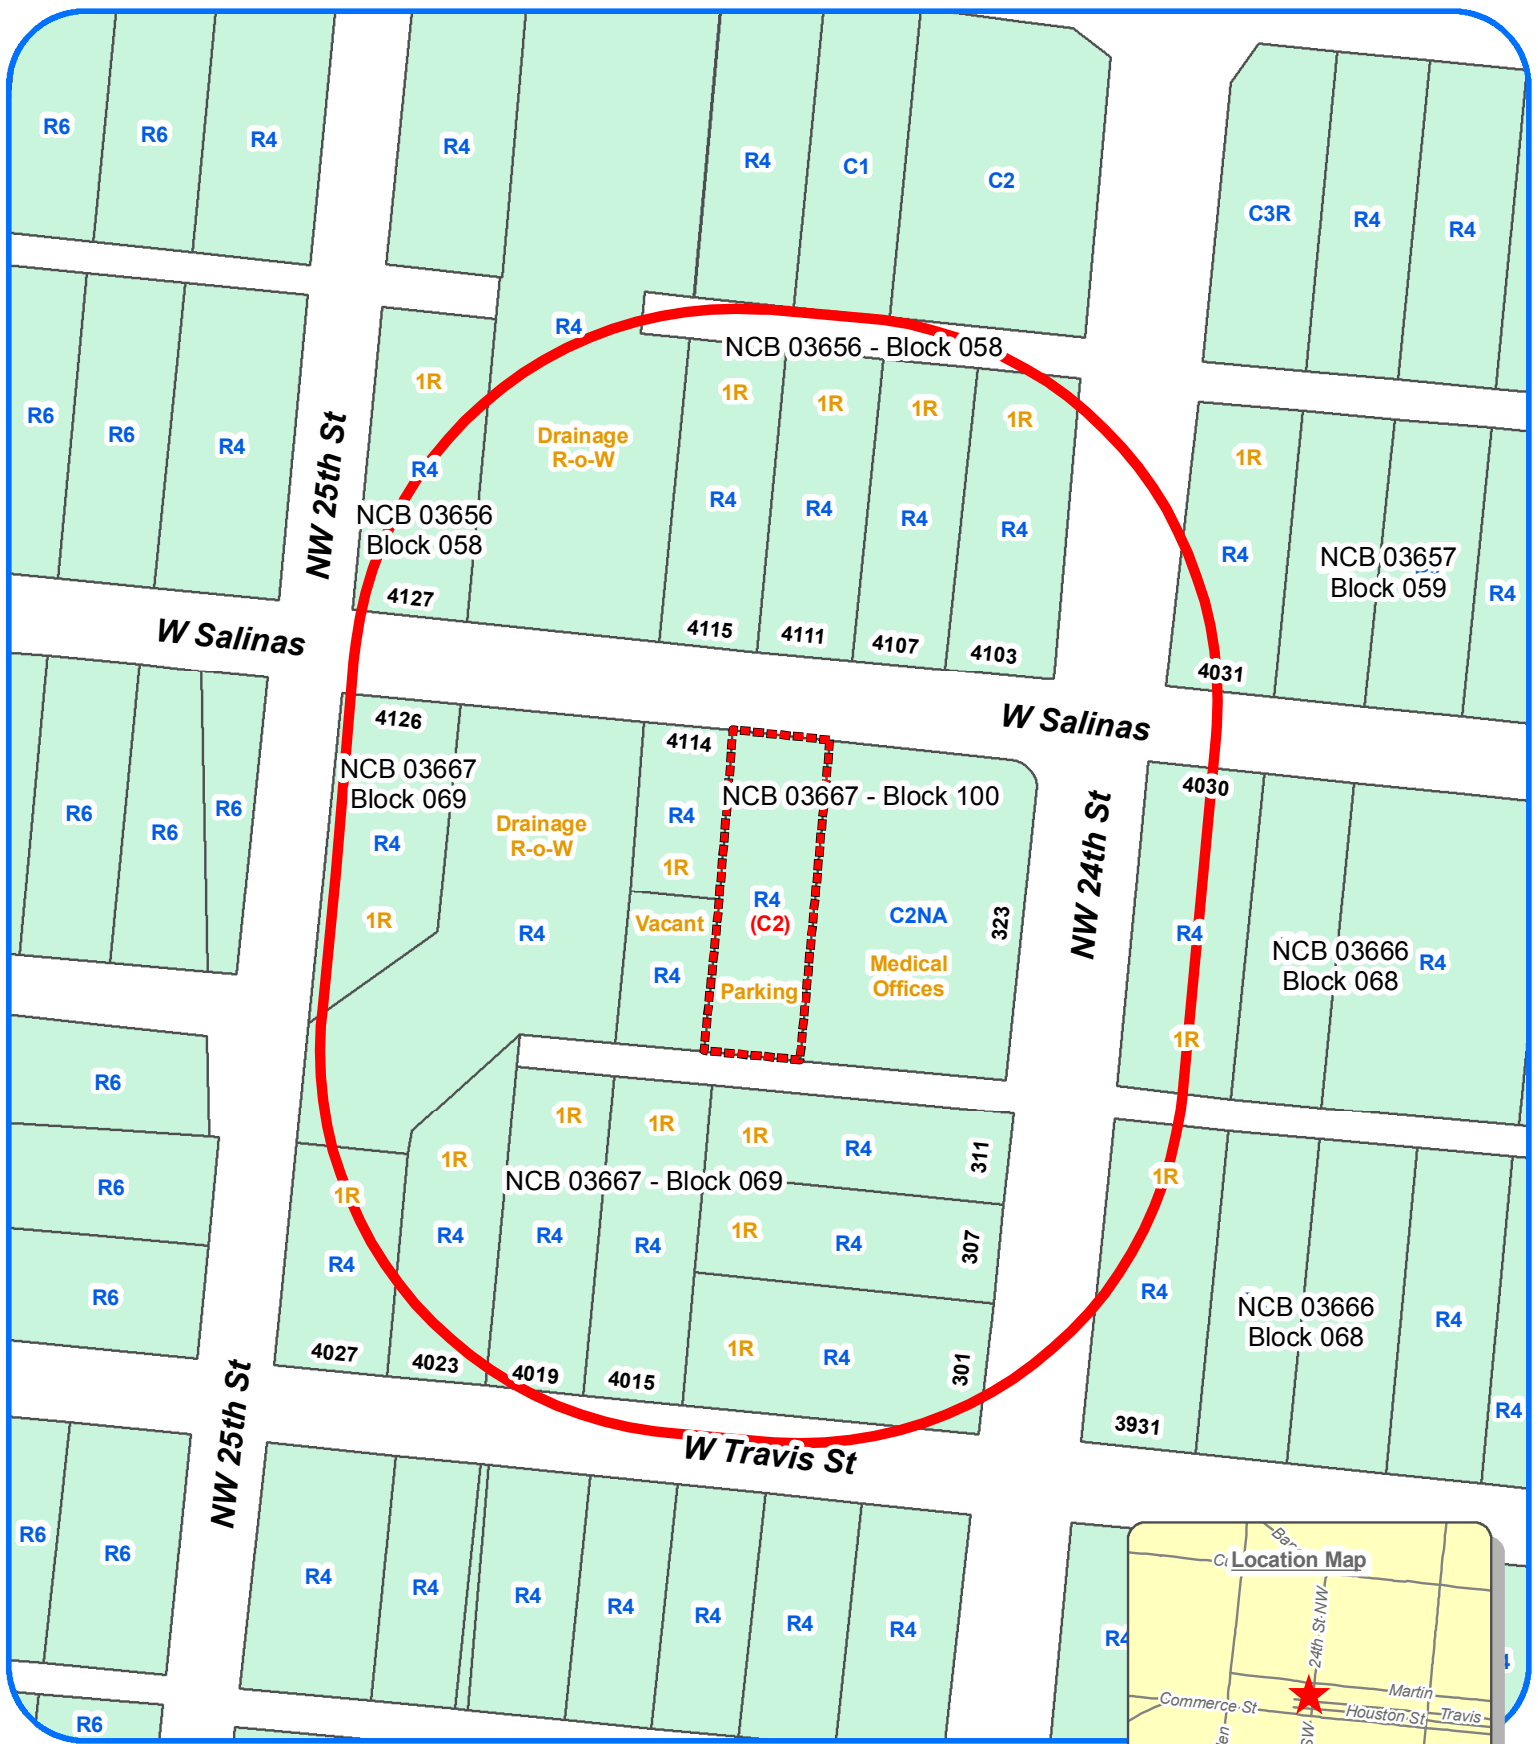 R6
R6
R4
R4
R4
C1
C2
C3R
R4
R4
R4
NCB 03656 - Block 058
1R
1R
1R
1R
1R
R6
R6
R4
Drainage
R-o-W
1R
R4
R4
R4
R4
R4
R4
NCB 03656
Block 058
NW 25th St
NCB 03657
Block 059
R4
4127
4115
4111
4107
4103
4031
W Salinas
W Salinas
4126
4114
4030
NCB 03667
Block 069
NCB 03667 - Block 100
R6
R6
R6
R4
Drainage
R-o-W
R4
1R
1R
R4
Vacant
R4
R4
(C2)
Parking
C2NA
Medical
Offices
323
NW 24th St
R4
NCB 03666
Block 068
R4
1R
R6
1R
1R
1R
R4
311
1R
NCB 03667 - Block 069
1R
R6
1R
R4
R4
R4
1R
R4
307
R4
R4
NCB 03666
Block 068
R4
R6
1R
R4
301
4027
4023
4019
4015
3931
R4
NW 25th St
W Travis St
R6
R6
R4
R4
R4
R4
R4
R4
R4
R4
R6
Location Map
24th St NW
Martin
Commerce St
Houston St
Travis
SW